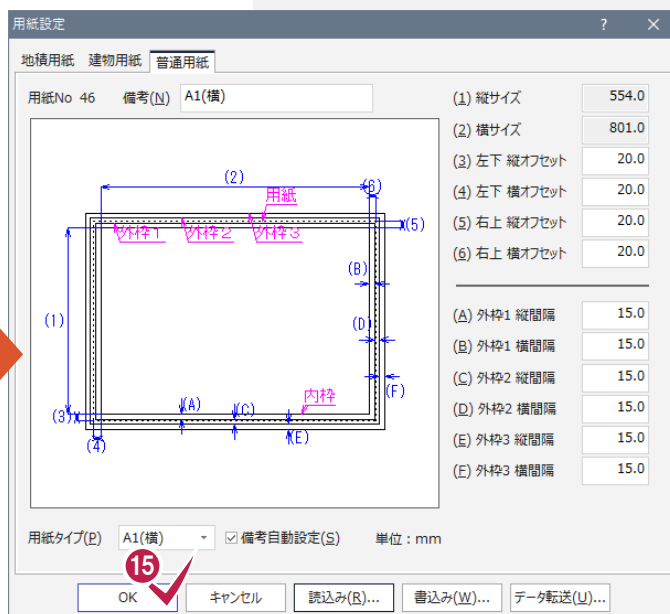 用紙設定
? ×
地積用紙 建物用紙 普通用紙
用紙No 46 備考(N) A1(横)
(1) 縦サイズ 554.0
(2) 横サイズ 801.0
(3) 左下 縦オフセット 20.0
(4) 左下 横オフセット 20.0
(5) 右上 縦オフセット 20.0
(6) 右上 横オフセット 20.0
(A) 外枠1 縦間隔 15.0
(B) 外枠1 横間隔 15.0
(C) 外枠2 縦間隔 15.0
(D) 外枠2 横間隔 15.0
(E) 外枠3 縦間隔 15.0
(F) 外枠3 横間隔 15.0
(2)
(6)
用紙
外枠1 外枠2 外枠3
(5)
(B)
(1)
(D)
(F)
内枠
(A)
(C)
(3)
(E)
(4)
用紙タイプ(P) A1(横) 備考自動設定(S) 単位：mm
15
OK キャンセル 読込み(R)... 書込み(W)... データ転送(U)...